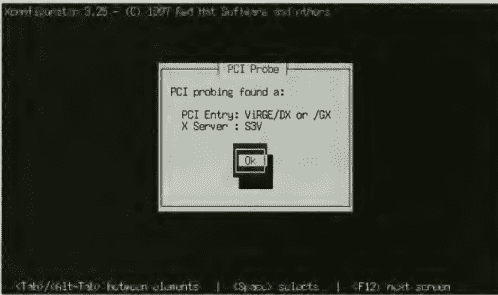 Xconfigurator 3.25 - (C) 1997 Red Hat Software and others
PCI Probe
PCI probing found a:
PCI Entry: ViRGE/DX or /GX
X Server : S3V
Ok
<Tab>/<Alt-Tab> between elements | <Space> selects | <F12> next screen